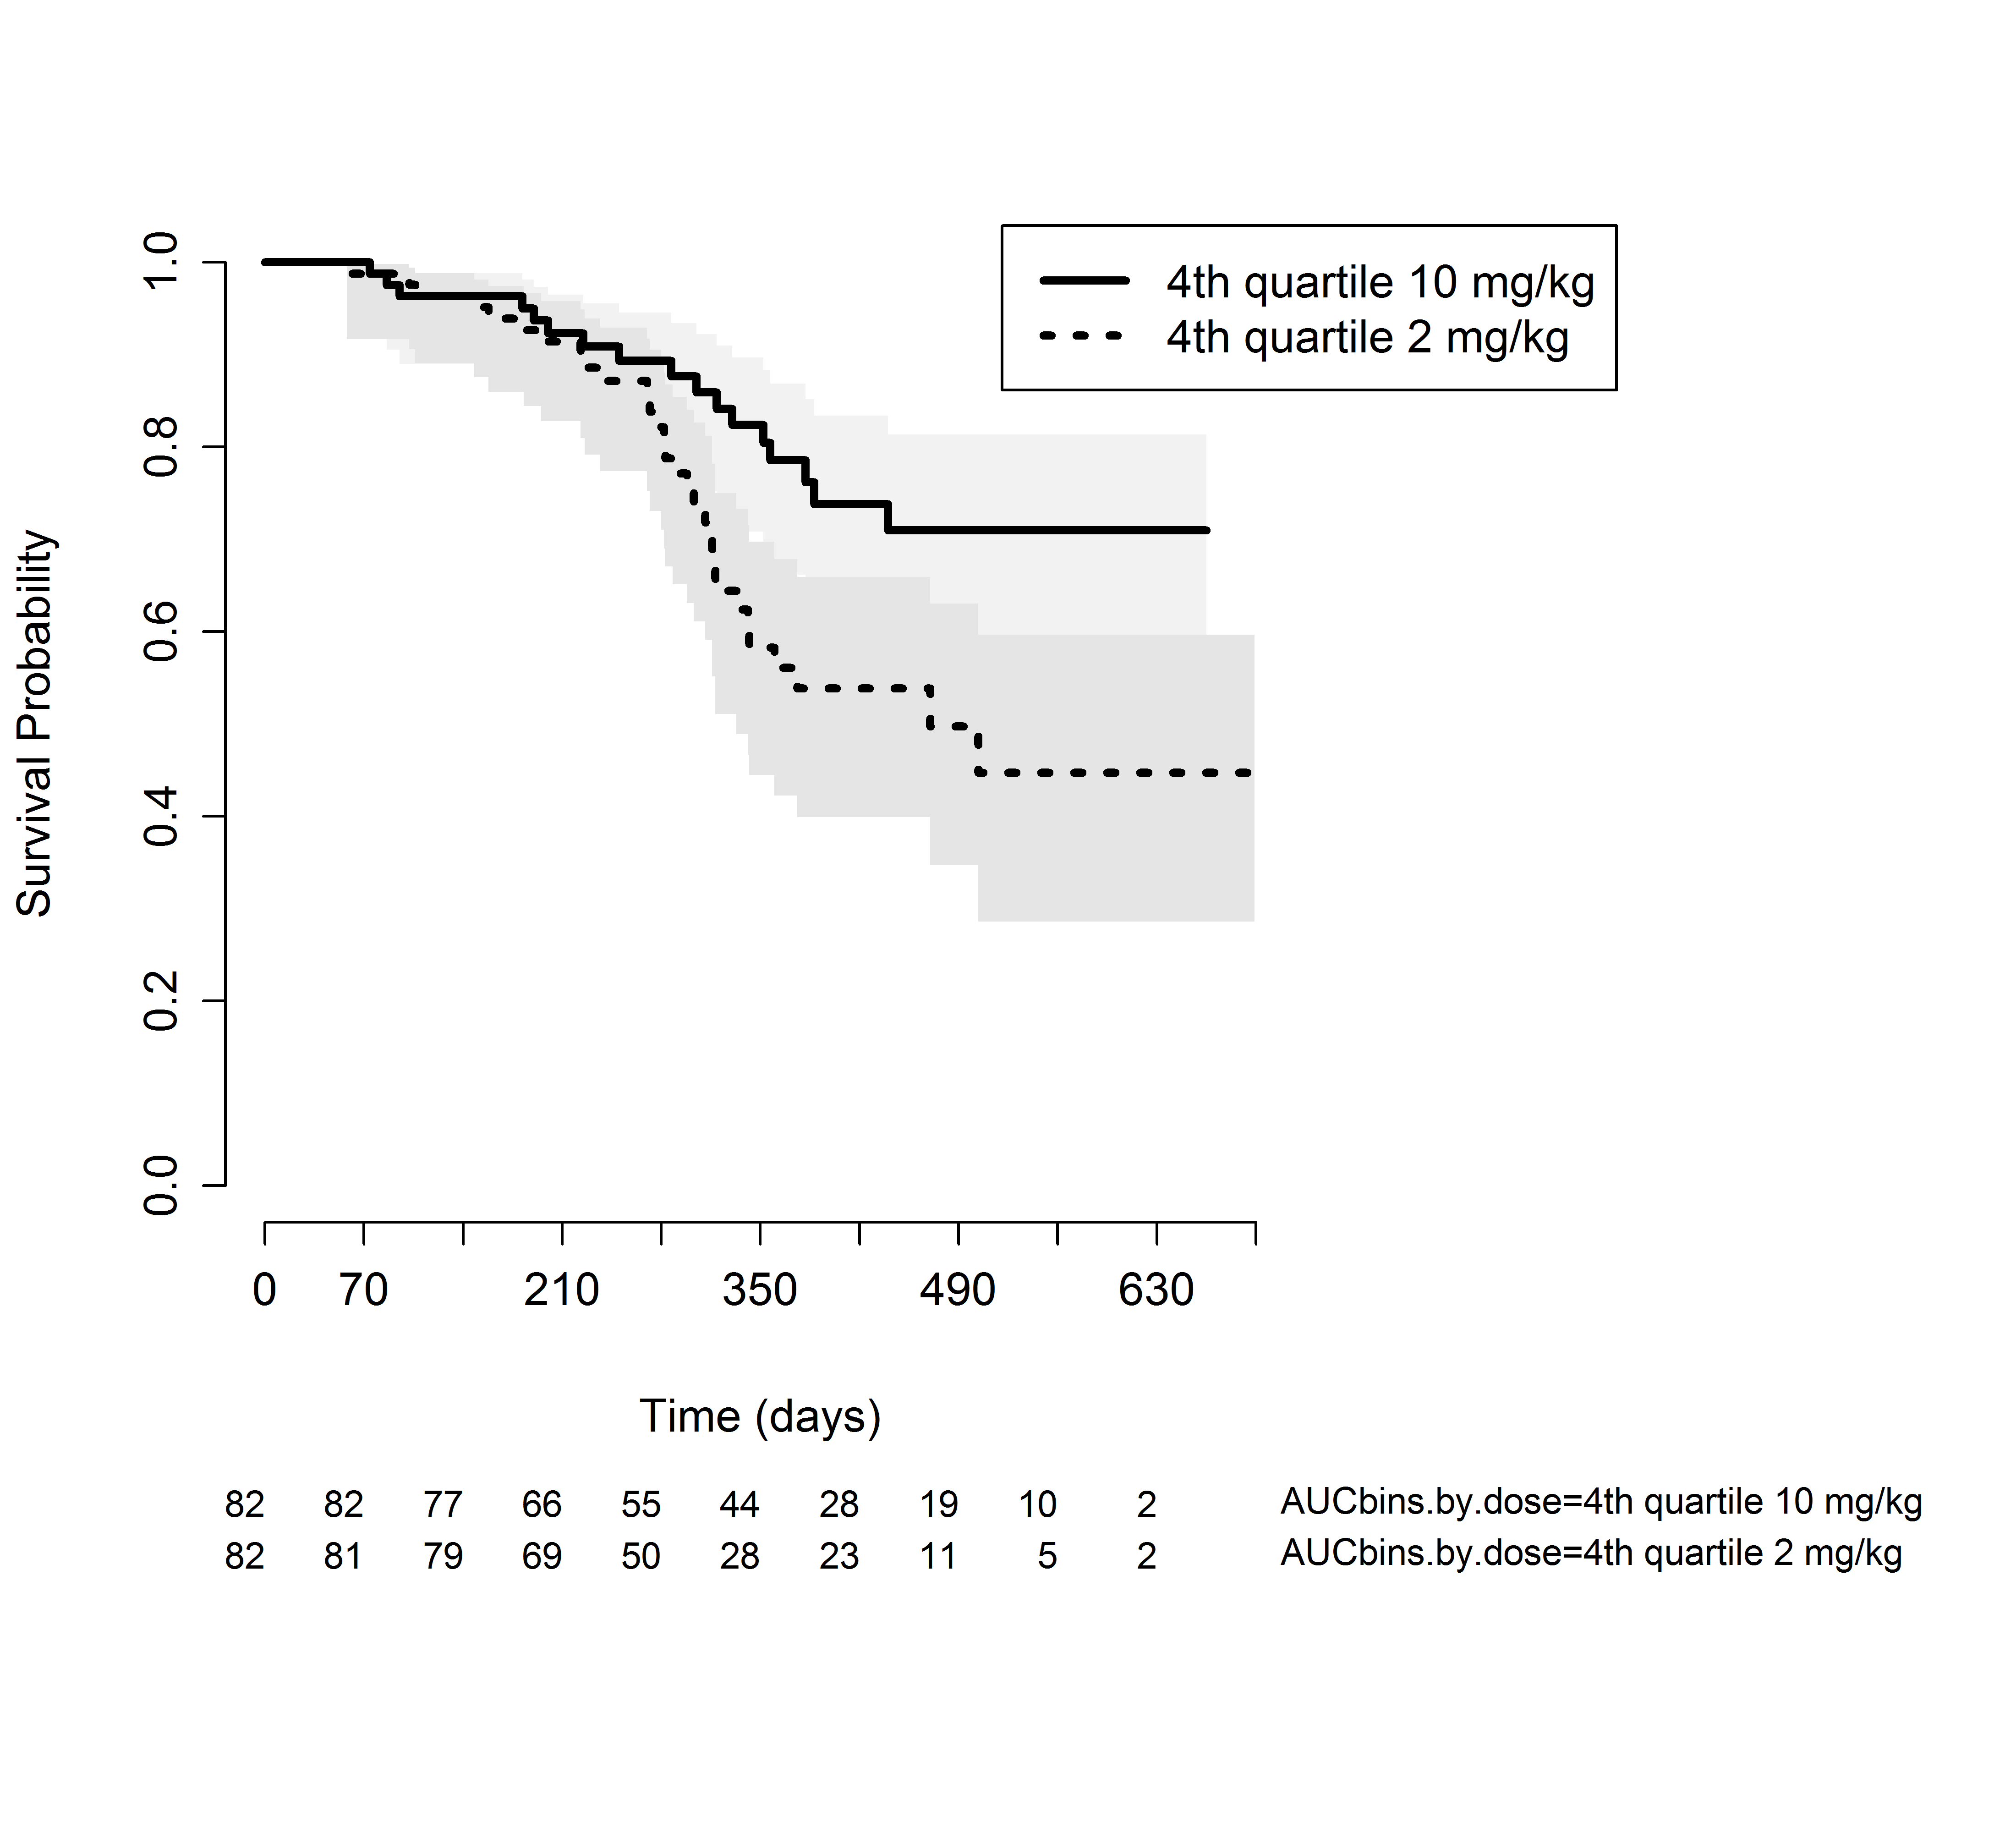 4th quartile 10 mg/kg
4th quartile 2 mg/kg
Survival Probability
1.0
0.8
0.6
0.4
0.2
0.0
0 70 210 350 490 630
Time (days)
82 82 77 66 55 44 28 19 10 2 AUCbins.by.dose=4th quartile 10 mg/kg
82 81 79 69 50 28 23 11 5 2 AUCbins.by.dose=4th quartile 2 mg/kg